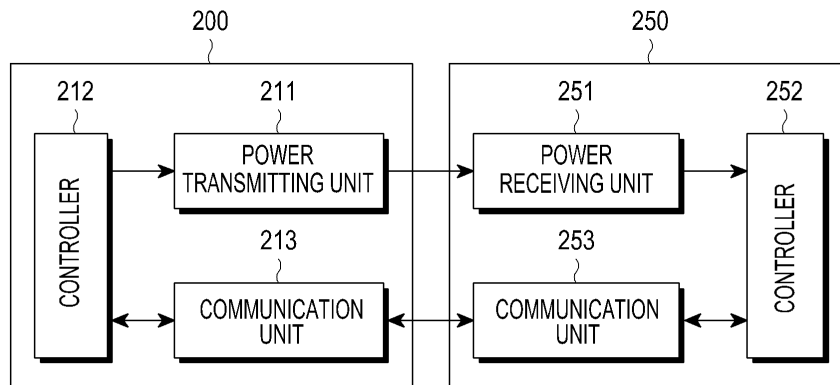 200
250
212
211
251
252
CONTROLLER
POWER
TRANSMITTING UNIT
POWER
RECEIVING UNIT
CONTROLLER
213
253
COMMUNICATION
UNIT
COMMUNICATION
UNIT